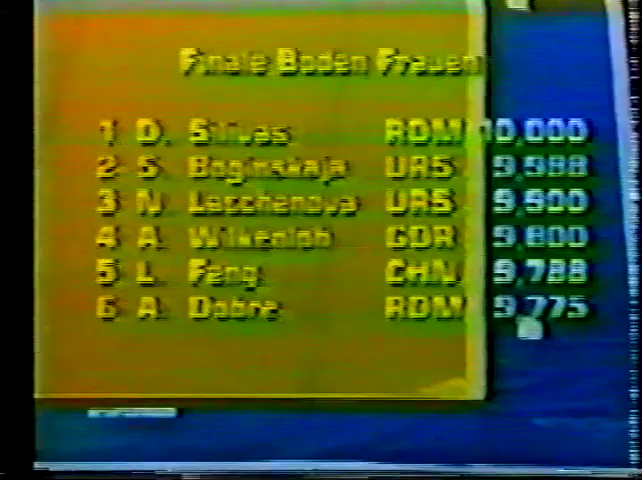 Finale Boden Frauen
1 D. Silivas ROM 10,000
2 S. Boginskaja URS 9,988
3 N. Laschenova URS 9,900
4 A. GDR 9,800
5 L. Feng CHN 9,788
6 A. Dobre ROM 9,775